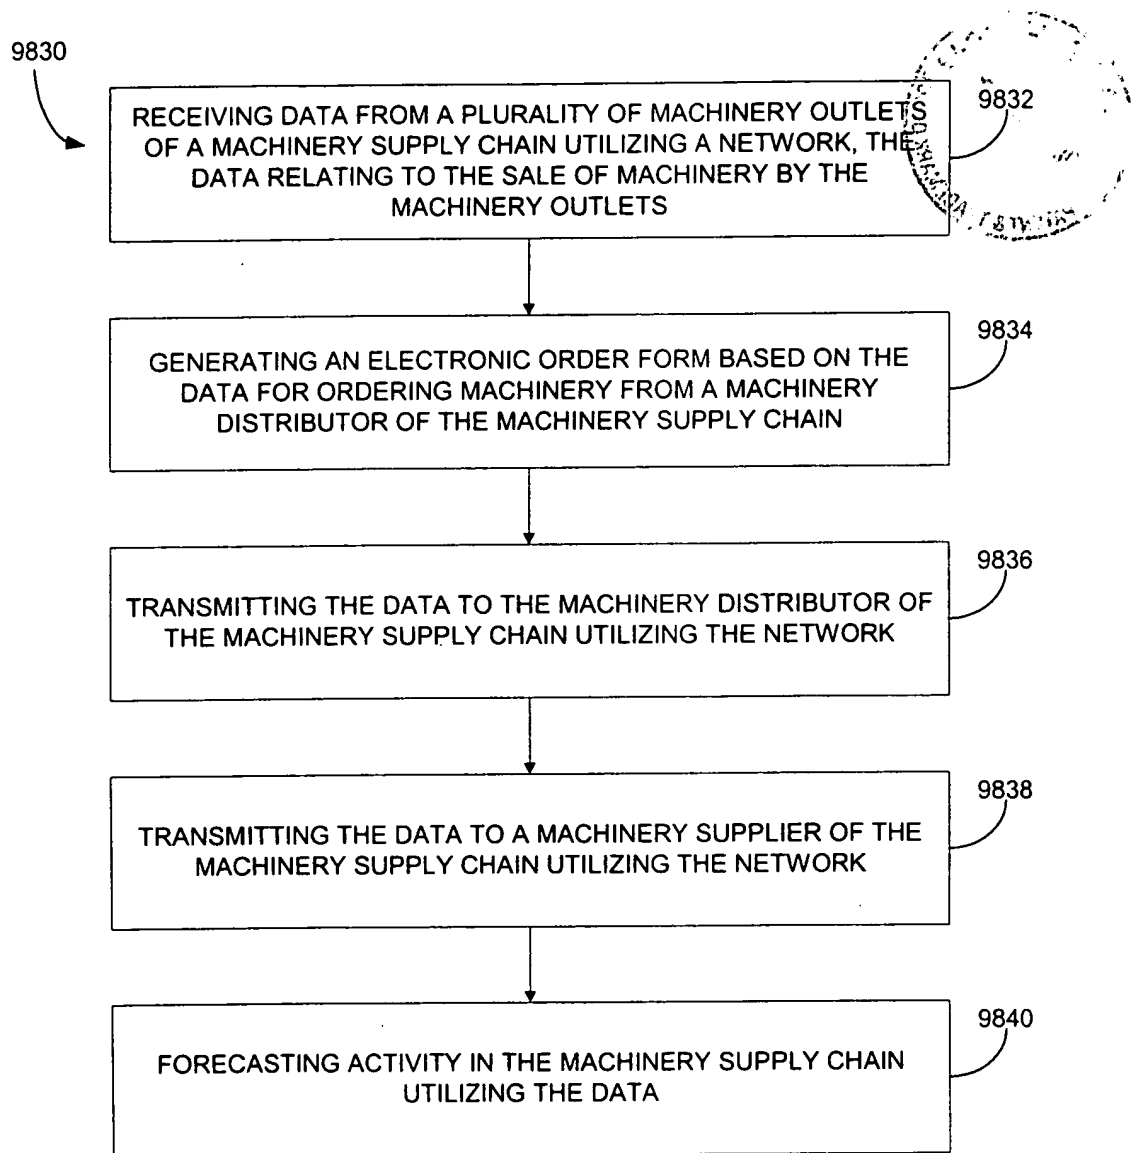 9830
RECEIVING DATA FROM A PLURALITY OF MACHINERY OUTLETS
OF A MACHINERY SUPPLY CHAIN UTILIZING A NETWORK, THE
DATA RELATING TO THE SALE OF MACHINERY BY THE
MACHINERY OUTLETS
9832
GENERATING AN ELECTRONIC ORDER FORM BASED ON THE
DATA FOR ORDERING MACHINERY FROM A MACHINERY
DISTRIBUTOR OF THE MACHINERY SUPPLY CHAIN
9834
TRANSMITTING THE DATA TO THE MACHINERY DISTRIBUTOR OF
THE MACHINERY SUPPLY CHAIN UTILIZING THE NETWORK
9836
TRANSMITTING THE DATA TO A MACHINERY SUPPLIER OF THE
MACHINERY SUPPLY CHAIN UTILIZING THE NETWORK
9838
FORECASTING ACTIVITY IN THE MACHINERY SUPPLY CHAIN
UTILIZING THE DATA
9840